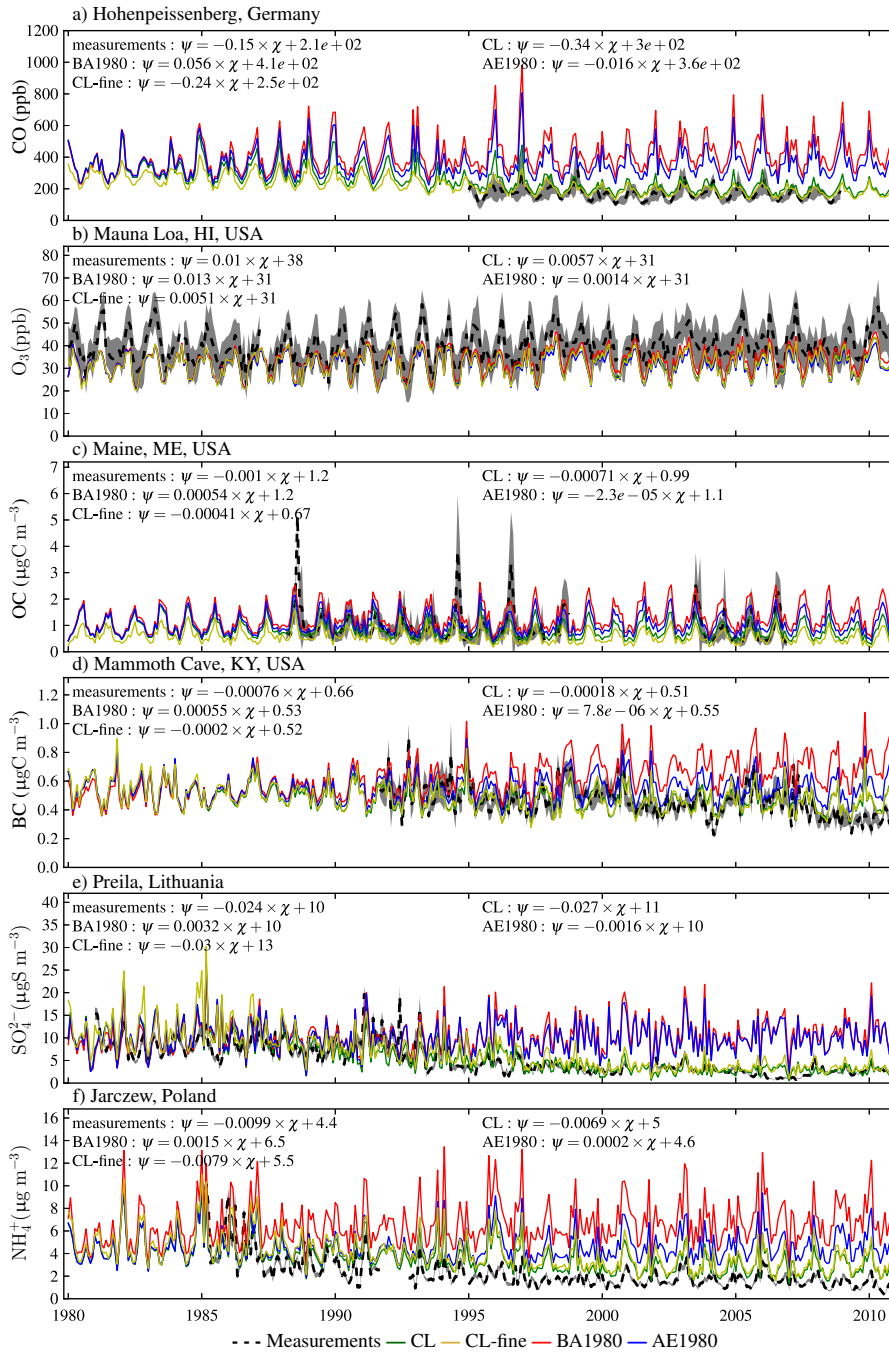 a) Hohenpeissenberg, Germany
1200
1000
800
600
400
200
0
CO (ppb)
measurements : ψ = −0.15 × χ + 2.1e + 02
BA1980 : ψ = 0.056 × χ + 4.1e + 02
CL-fine : ψ = −0.24 × χ + 2.5e + 02
CL : ψ = −0.34 × χ + 3e + 02
AE1980 : ψ = −0.016 × χ + 3.6e + 02
b) Mauna Loa, HI, USA
80
70
60
50
40
30
20
10
0
O₃(ppb)
measurements : ψ = 0.01 × χ + 38
BA1980 : ψ = 0.013 × χ + 31
CL-fine : ψ = 0.0051 × χ + 31
CL : ψ = 0.0057 × χ + 31
AE1980 : ψ = 0.0014 × χ + 31
c) Maine, ME, USA
7
6
5
4
3
2
1
0
OC (µgC m⁻³)
measurements : ψ = −0.001 × χ + 1.2
BA1980 : ψ = 0.00054 × χ + 1.2
CL-fine : ψ = −0.00041 × χ + 0.67
CL : ψ = −0.00071 × χ + 0.99
AE1980 : ψ = −2.3e − 05 × χ + 1.1
d) Mammoth Cave, KY, USA
1.2
1.0
0.8
0.6
0.4
0.2
0.0
BC (µgC m⁻³)
measurements : ψ = −0.00076 × χ + 0.66
BA1980 : ψ = 0.00055 × χ + 0.53
CL-fine : ψ = −0.0002 × χ + 0.52
CL : ψ = −0.00018 × χ + 0.51
AE1980 : ψ = 7.8e − 06 × χ + 0.55
e) Preila, Lithuania
40
35
30
25
20
15
10
5
0
SO₄²⁻(µgS m⁻³)
measurements : ψ = −0.024 × χ + 10
BA1980 : ψ = 0.0032 × χ + 10
CL-fine : ψ = −0.03 × χ + 13
CL : ψ = −0.027 × χ + 11
AE1980 : ψ = −0.0016 × χ + 10
f) Jarczew, Poland
16
14
12
10
8
6
4
2
0
NH₄⁺(µg m⁻³)
measurements : ψ = −0.0099 × χ + 4.4
BA1980 : ψ = 0.0015 × χ + 6.5
CL-fine : ψ = −0.0079 × χ + 5.5
CL : ψ = −0.0069 × χ + 5
AE1980 : ψ = 0.0002 × χ + 4.6
1980 1985 1990 1995 2000 2005 2010
Measurements CL CL-fine BA1980 AE1980